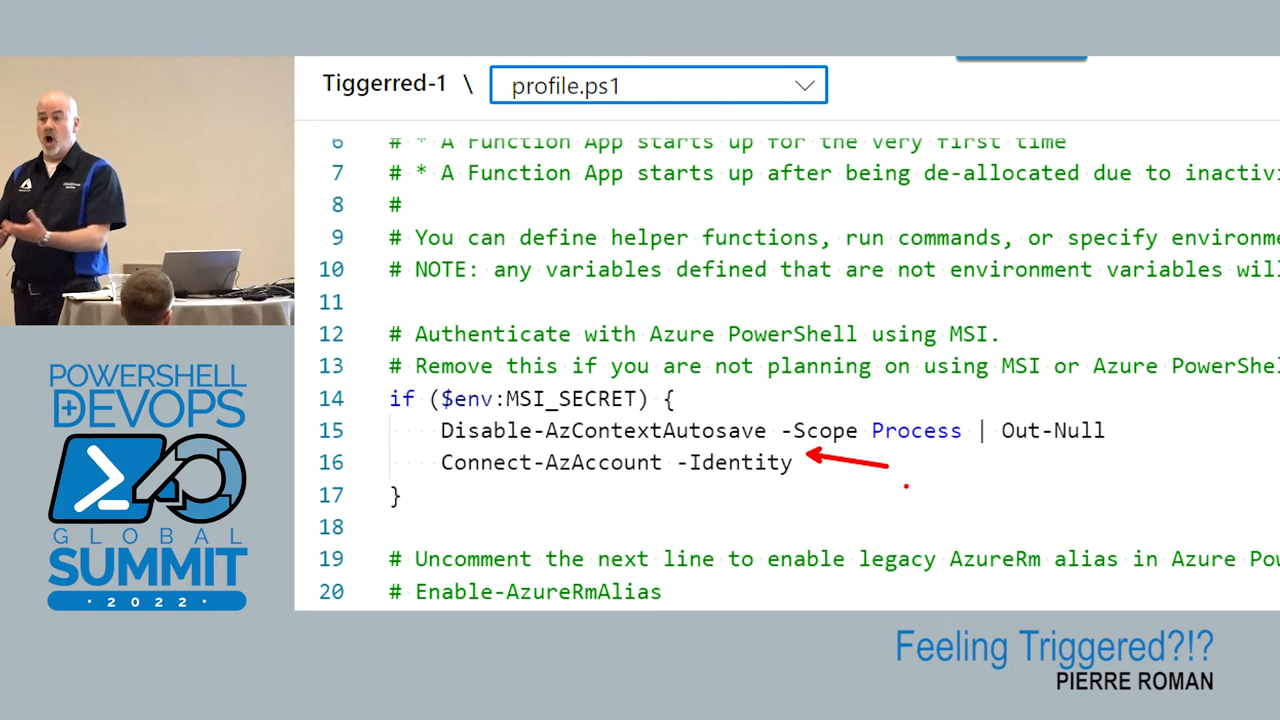 Tiggerred-1 \ profile.ps1
6 # * A Function App starts up for the very first time
7 # * A Function App starts up after being de-allocated due to inactivi
8 #
9 # You can define helper functions, run commands, or specify environme
10 # NOTE: any variables defined that are not environment variables wil
11
12 # Authenticate with Azure PowerShell using MSI.
13 # Remove this if you are not planning on using MSI or Azure PowerShel
14 if ($env:MSI_SECRET) {
15 Disable-AzContextAutosave -Scope Process | Out-Null
16 Connect-AzAccount -Identity
17 }
18
19 # Uncomment the next line to enable legacy AzureRm alias in Azure Pow
20 # Enable-AzureRmAlias
POWERSHELL
+DEVOPS
GLOBAL
SUMMIT
· 2022 ·
Feeling Triggered?!?
PIERRE ROMAN